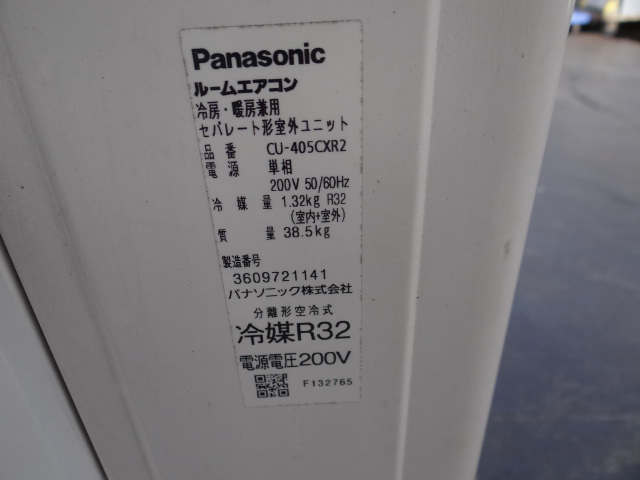 Panasonic
ルームエアコン
冷房・暖房兼用
セパレート形室外ユニット
品番 CU-405CXR2
電源 単相
200V 50/60Hz
冷媒量 1.32kg R32
(室内+室外)
質量 38.5kg
製造番号
3609721141
パナソニック株式会社
分離形空冷式
冷媒R32
電源電圧200V
F132765